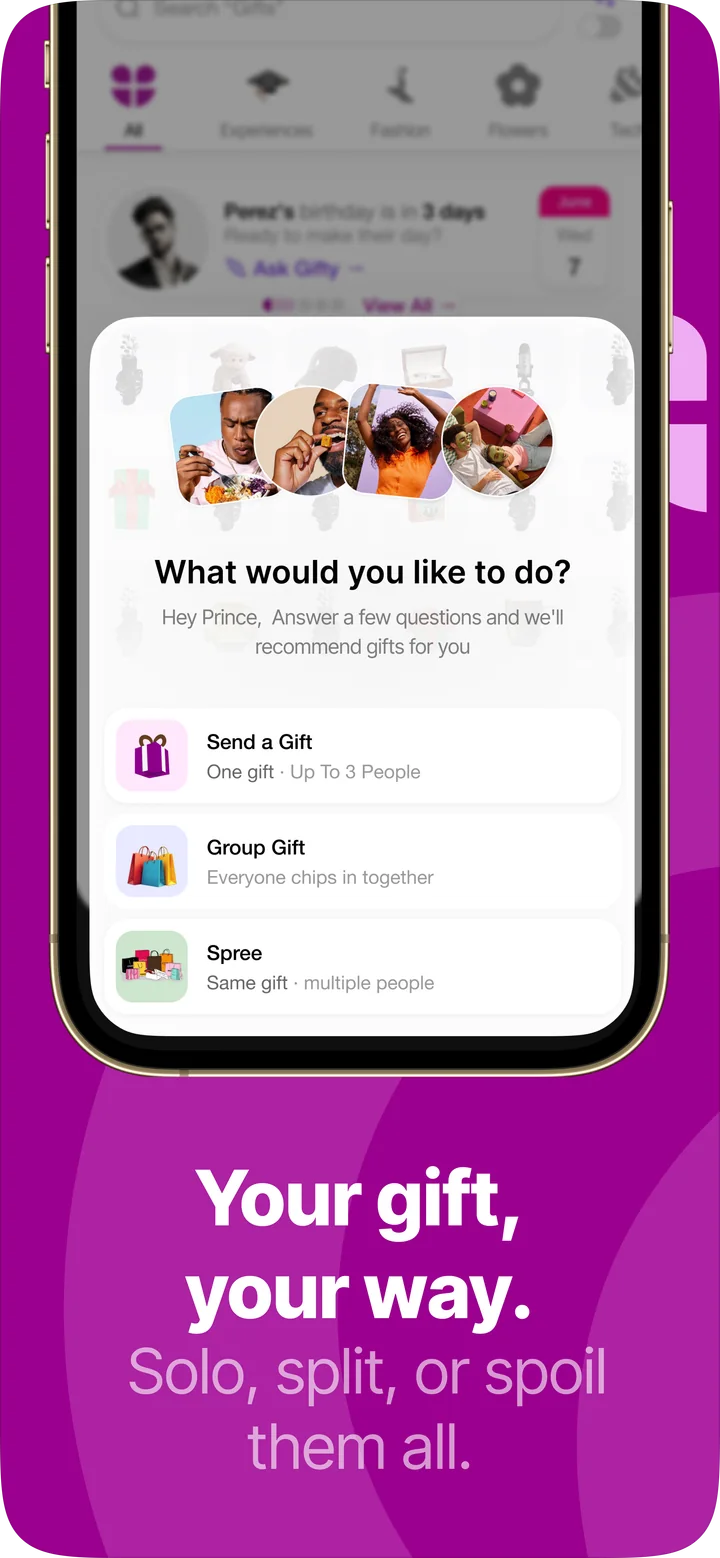 Search "Gifts"
All
Experiences
Fashion
Flowers
Tech
Perez's birthday is in 3 days
Ready to make their day?
Ask Gifty →
June
Wed
7
View All →
What would you like to do?
Hey Prince,  Answer a few questions and we'll
recommend gifts for you
Send a Gift
One gift · Up To 3 People
Group Gift
Everyone chips in together
Spree
Same gift · multiple people
Your gift,
your way.
Solo, split, or spoil
them all.